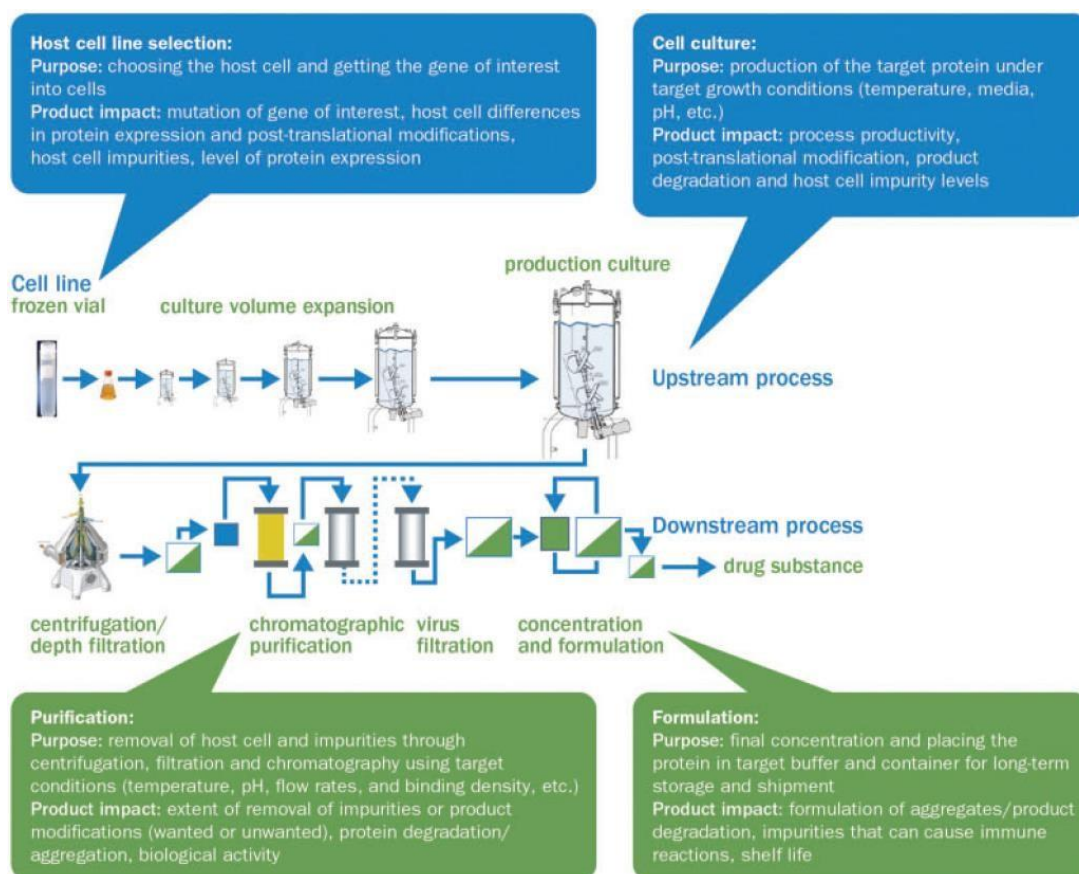 Host cell line selection:
Purpose: choosing the host cell and getting the gene of interest
into cells
Product impact: mutation of gene of interest, host cell differences
in protein expression and post-translational modifications,
host cell impurities, level of protein expression
Cell culture:
Purpose: production of the target protein under
target growth conditions (temperature, media,
pH, etc.)
Product impact: process productivity,
post-translational modification, product
degradation and host cell impurity levels
Cell line
frozen vial
culture volume expansion
production culture
Upstream process
Downstream process
drug substance
centrifugation/
depth filtration
chromatographic
purification
virus
filtration
concentration
and formulation
Purification:
Purpose: removal of host cell and impurities through
centrifugation, filtration and chromatography using target
conditions (temperature, pH, flow rates, and binding density, etc.)
Product impact: extent of removal of impurities or product
modifications (wanted or unwanted), protein degradation/
aggregation, biological activity
Formulation:
Purpose: final concentration and placing the
protein in target buffer and container for long-term
storage and shipment
Product impact: formulation of aggregates/product
degradation, impurities that can cause immune
reactions, shelf life